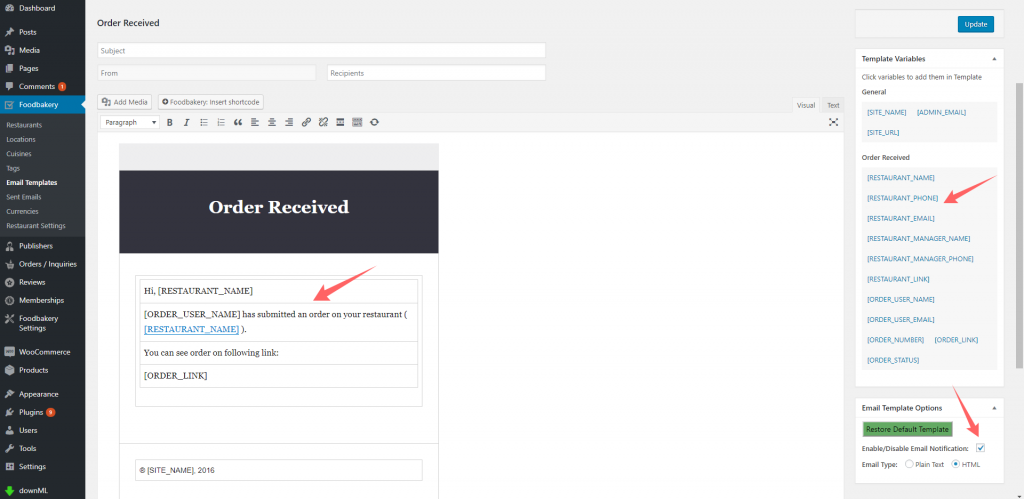 Dashboard
Posts
Media
Pages
Comments 1
Foodbakery
Restaurants
Locations
Cuisines
Tags
Email Templates
Sent Emails
Currencies
Restaurant Settings
Publishers
Orders / Inquiries
Reviews
Memberships
Foodbakery
Settings
WooCommerce
Products
Appearance
Plugins 9
Users
Tools
Settings
downML
Order Received
Subject
From Recipients
Add Media Foodbakery: Insert shortcode
Visual Text
Paragraph B I
Order Received
Hi, [RESTAURANT_NAME]
[ORDER_USER_NAME] has submitted an order on your restaurant (
[RESTAURANT_NAME] ).
You can see order on following link:
[ORDER_LINK]
® [SITE_NAME], 2016
Update
Template Variables
Click variables to add them in Template
General
[SITE_NAME] [ADMIN_EMAIL]
[SITE_URL]
Order Received
[RESTAURANT_NAME]
[RESTAURANT_PHONE]
[RESTAURANT_EMAIL]
[RESTAURANT_MANAGER_NAME]
[RESTAURANT_MANAGER_PHONE]
[RESTAURANT_LINK]
[ORDER_USER_NAME]
[ORDER_USER_EMAIL]
[ORDER_NUMBER] [ORDER_LINK]
[ORDER_STATUS]
Email Template Options
Restore Default Template
Enable/Disable Email Notification:
Email Type: Plain Text HTML